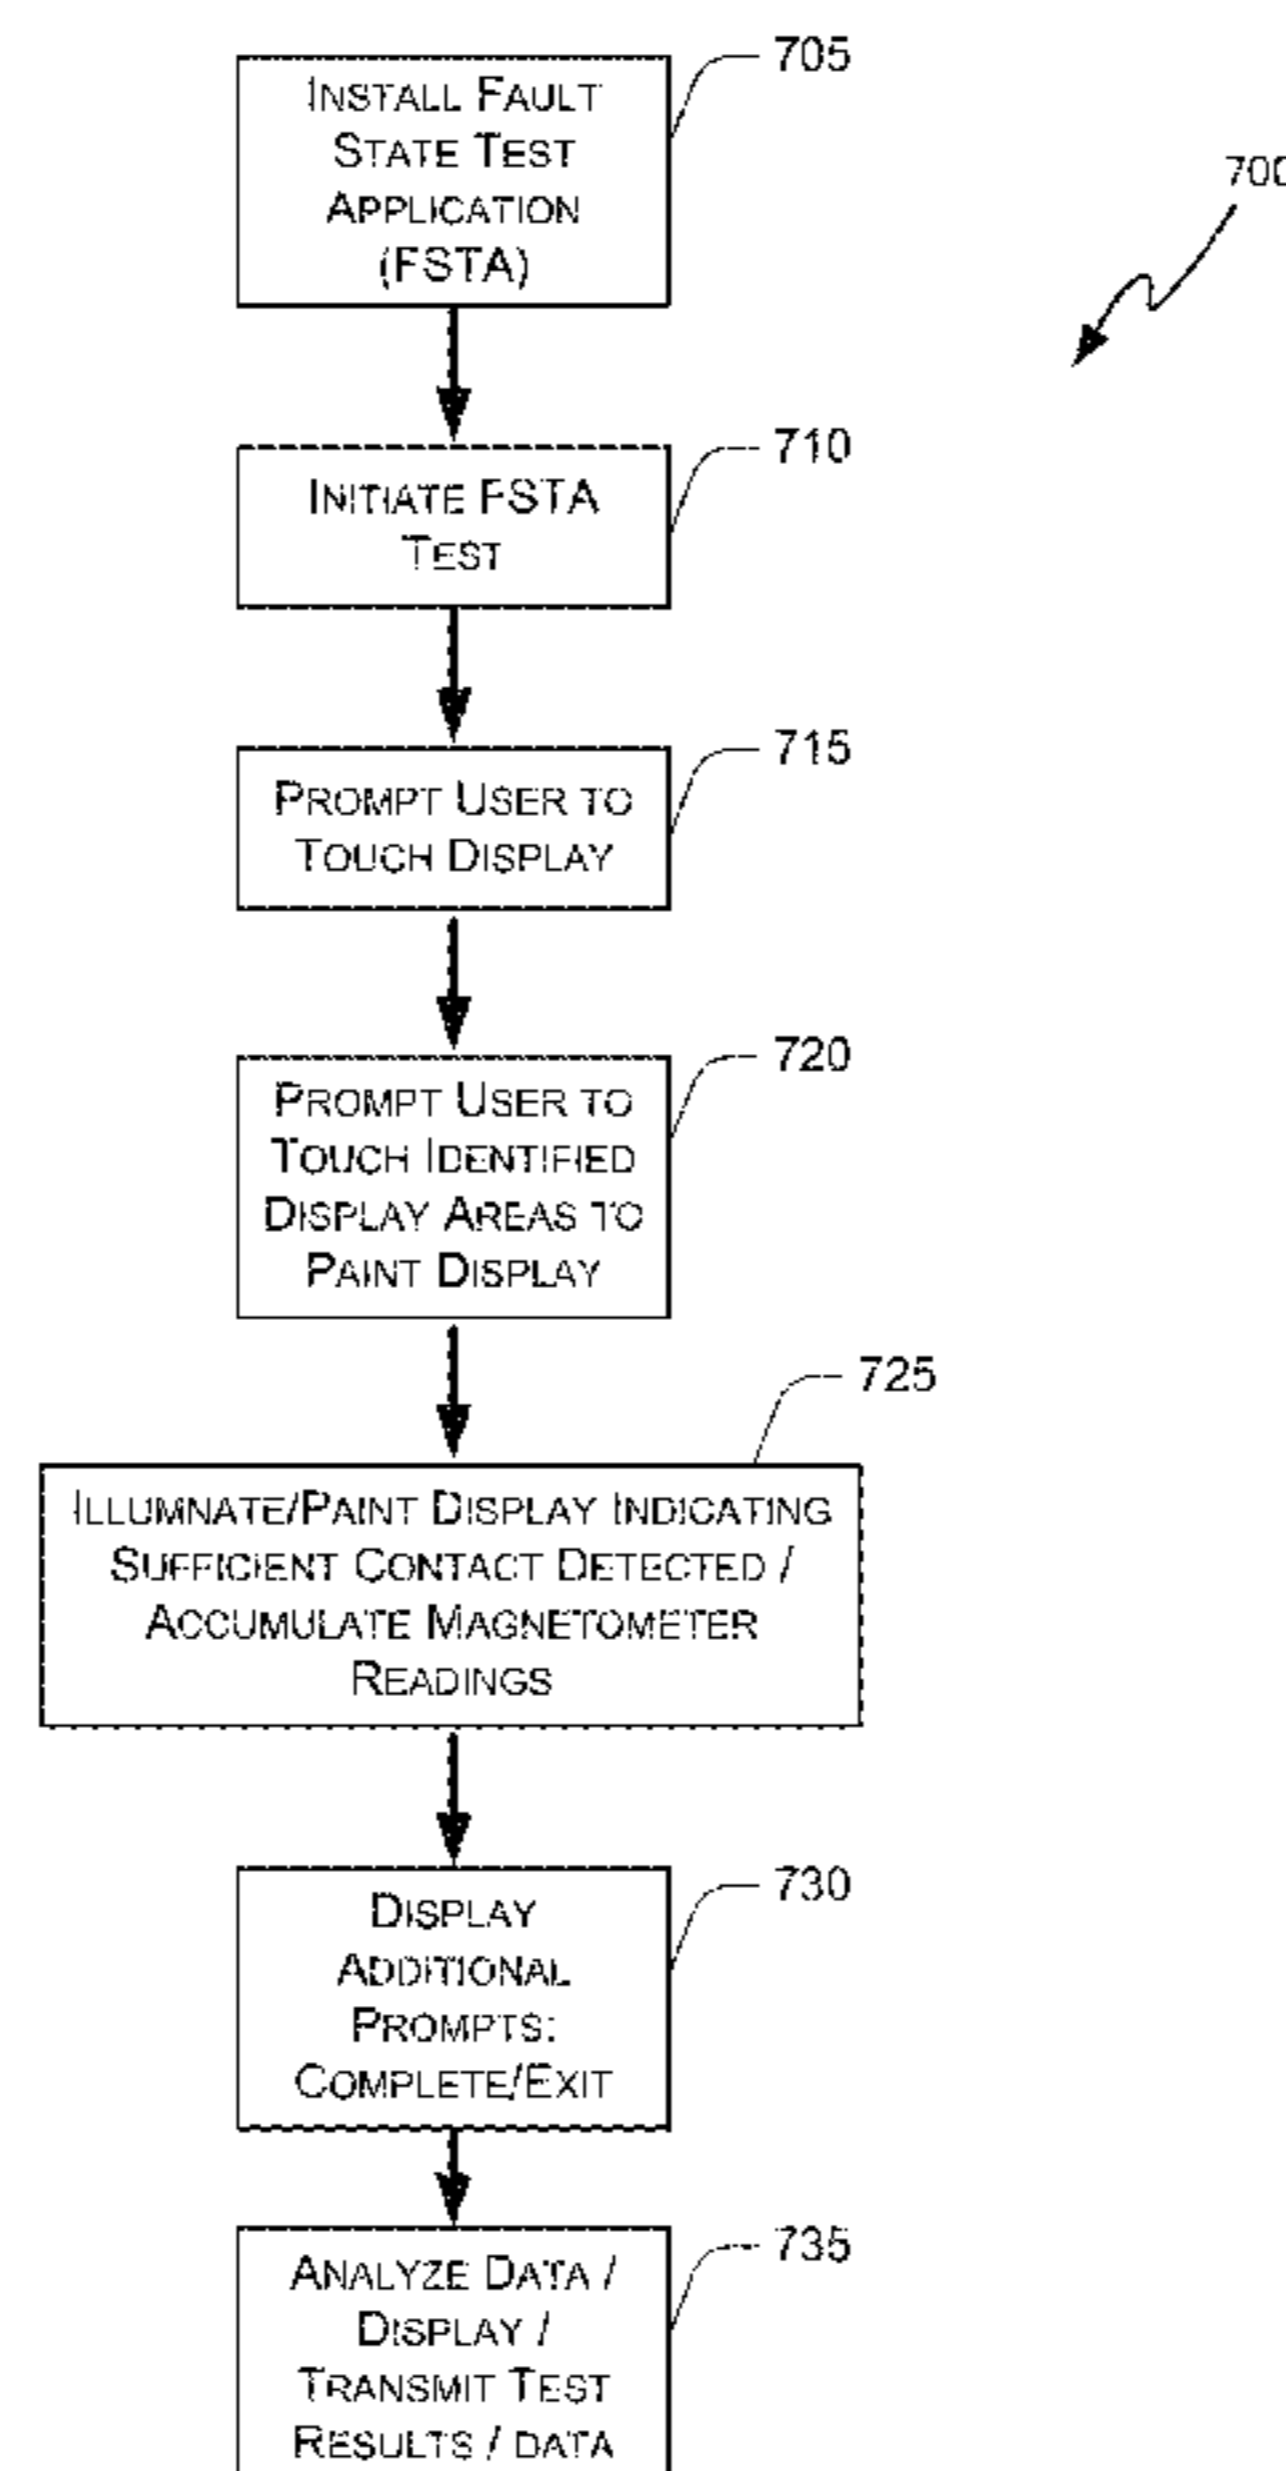 705
INSTALL FAULT
STATE TEST
APPLICATION
(FSTA)
700
710
INITIATE FSTA
TEST
715
PROMPT USER TO
TOUCH DISPLAY
720
PROMPT USER TO
TOUCH IDENTIFIED
DISPLAY AREAS TO
PAINT DISPLAY
725
ILLUMNATE/PAINT DISPLAY INDICATING
SUFFICIENT CONTACT DETECTED /
ACCUMULATE MAGNETOMETER
READINGS
730
DISPLAY
ADDITIONAL
PROMPTS:
COMPLETE/EXIT
735
ANALYZE DATA /
DISPLAY /
TRANSMIT TEST
RESULTS / DATA